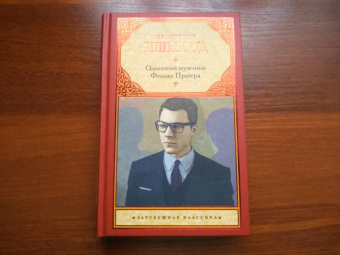 ИШЕРВУД
Одинокий мужчина
Фиалка Пратера
ЗАРУБЕЖНАЯ КЛАССИКА